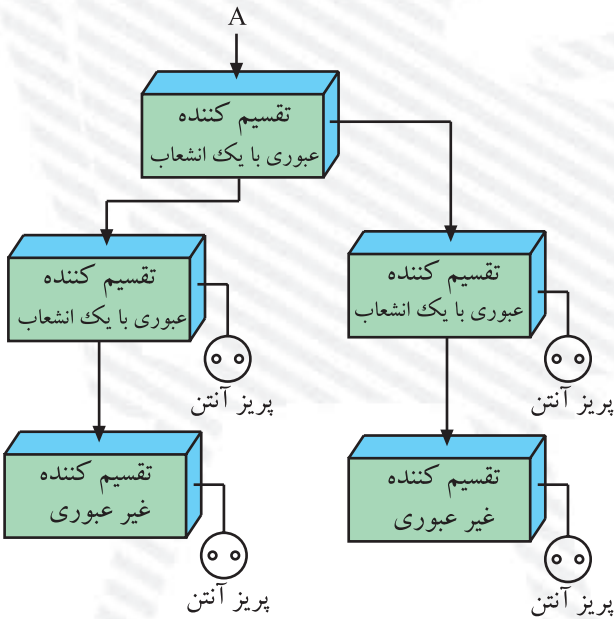 A
تقسیم کننده
عبوری با یک انشعاب
تقسیم کننده
عبوری با یک انشعاب
پریز آنتن
تقسیم کننده
عبوری با یک انشعاب
پریز آنتن
تقسیم کننده
غیر عبوری
پریز آنتن
تقسیم کننده
غیر عبوری
پریز آنتن